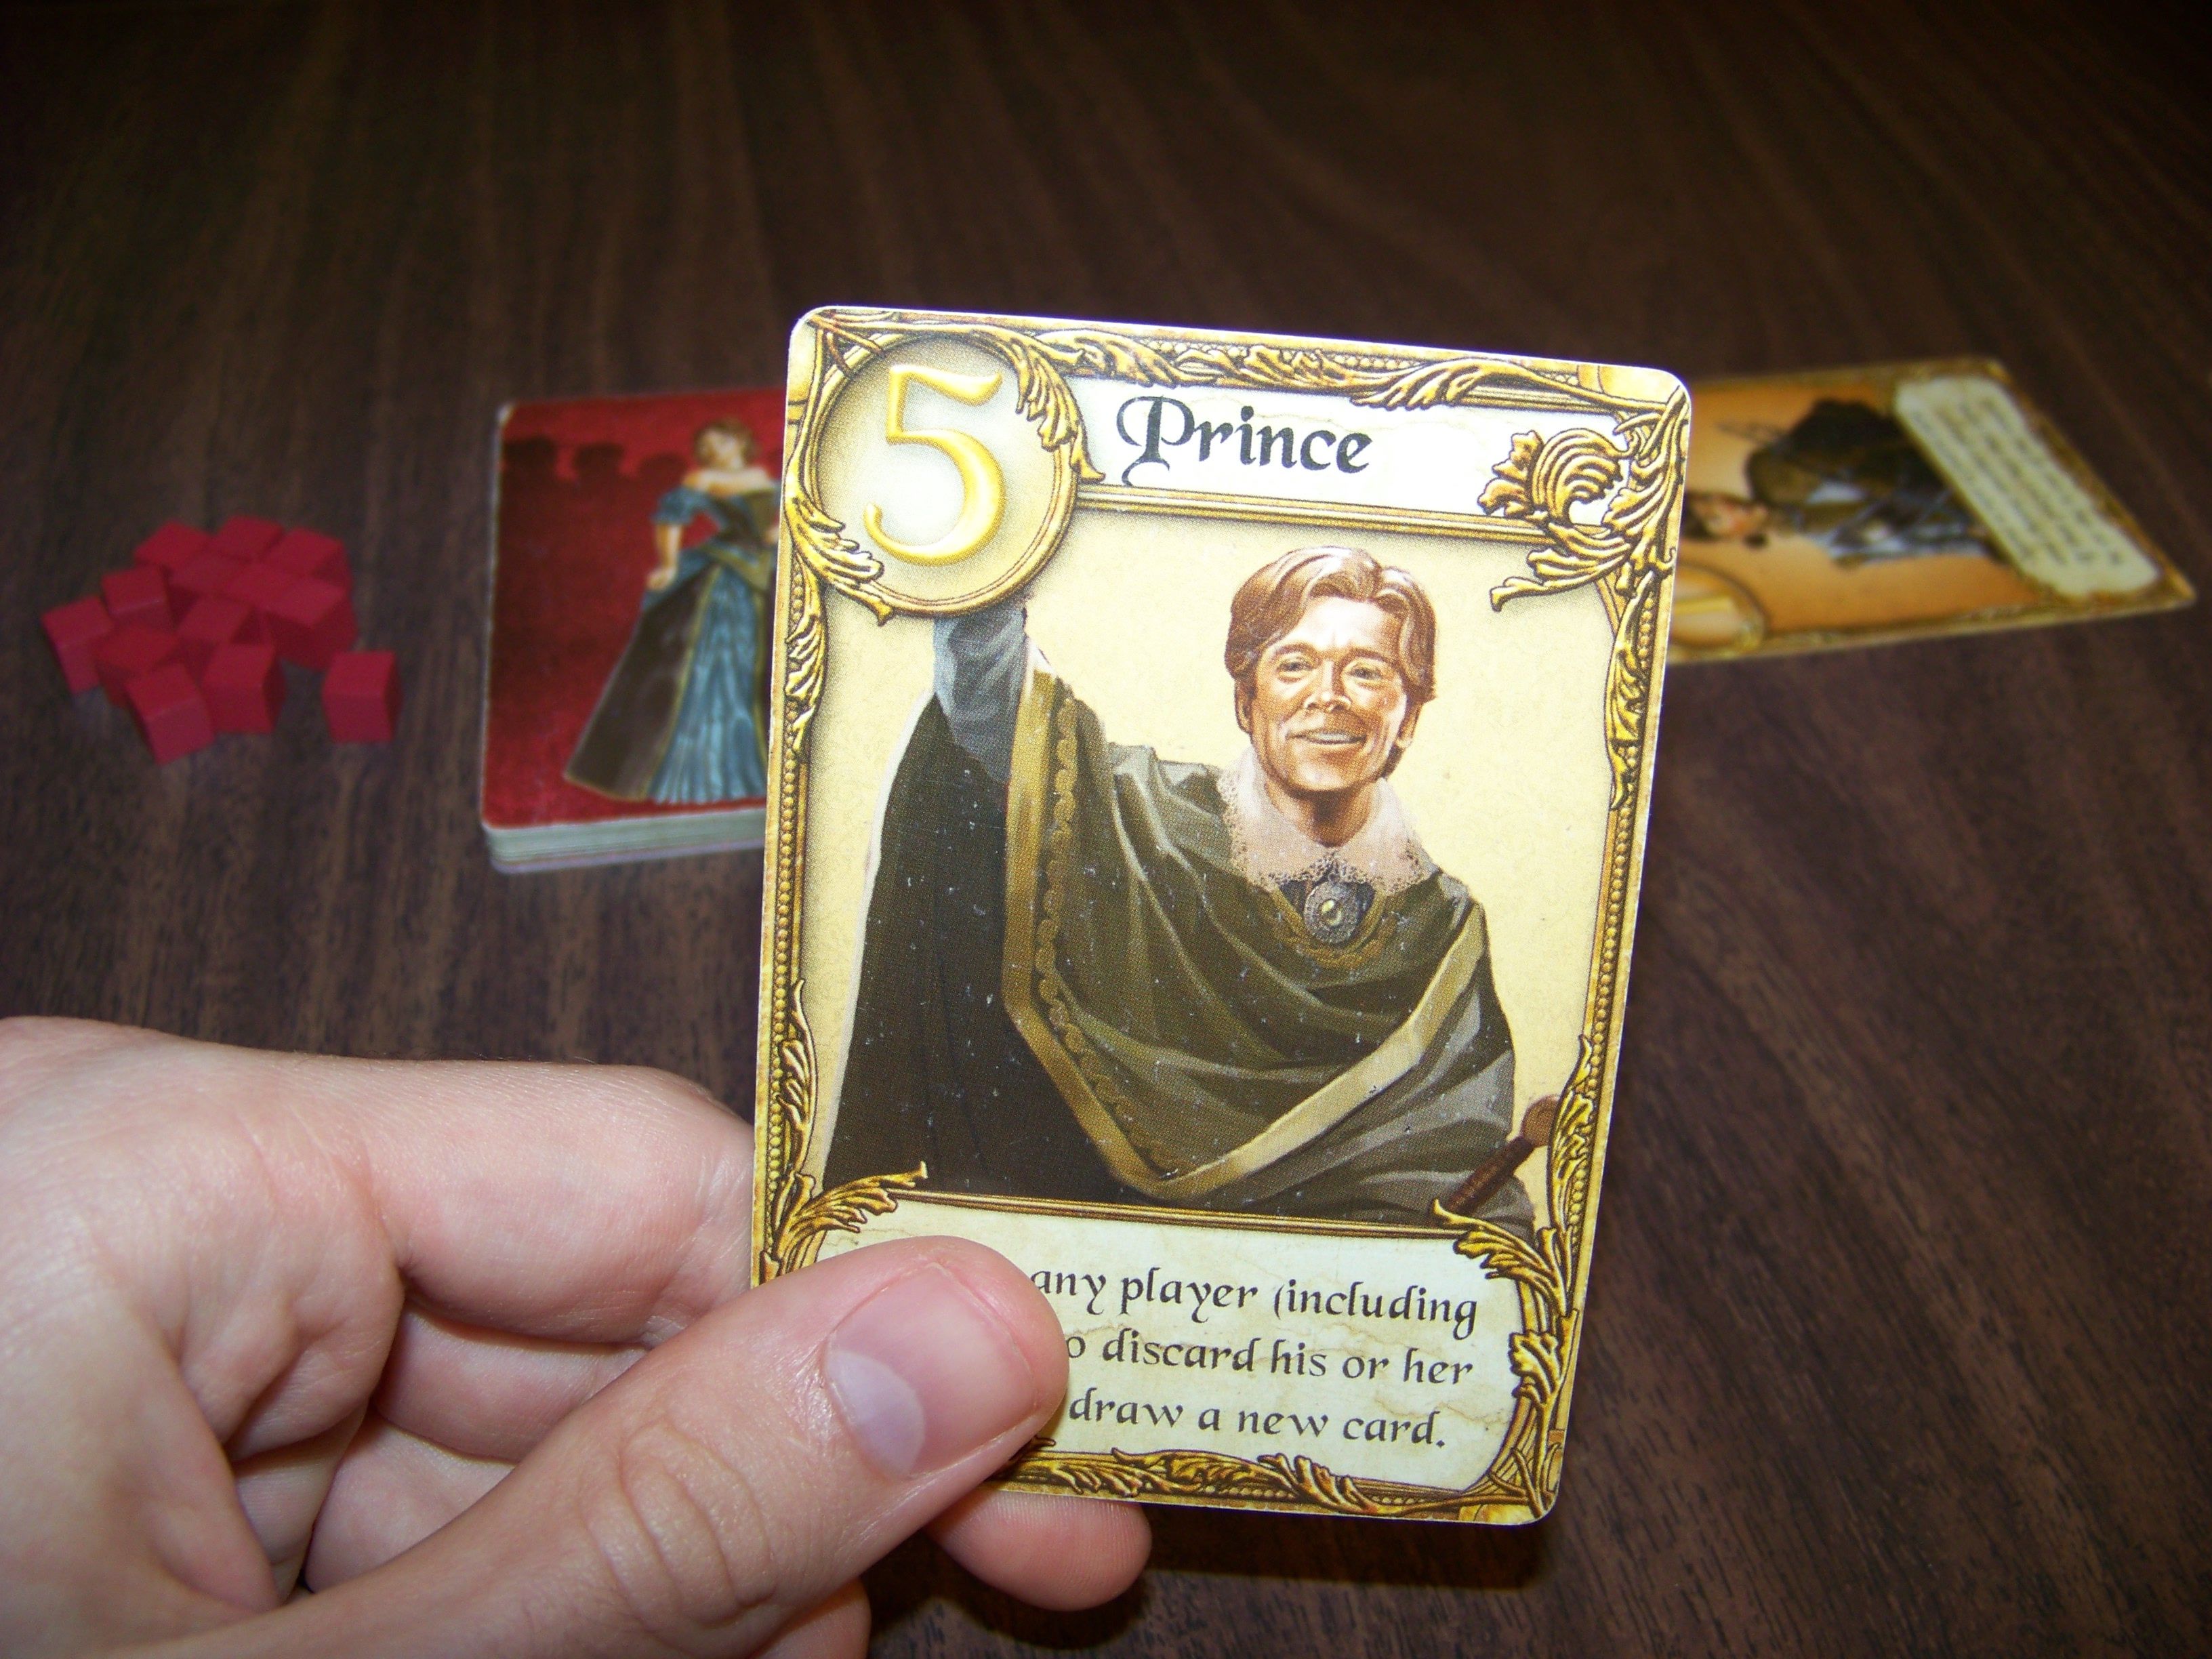 5
Prince
any player (including
o discard his or her
draw a new card.